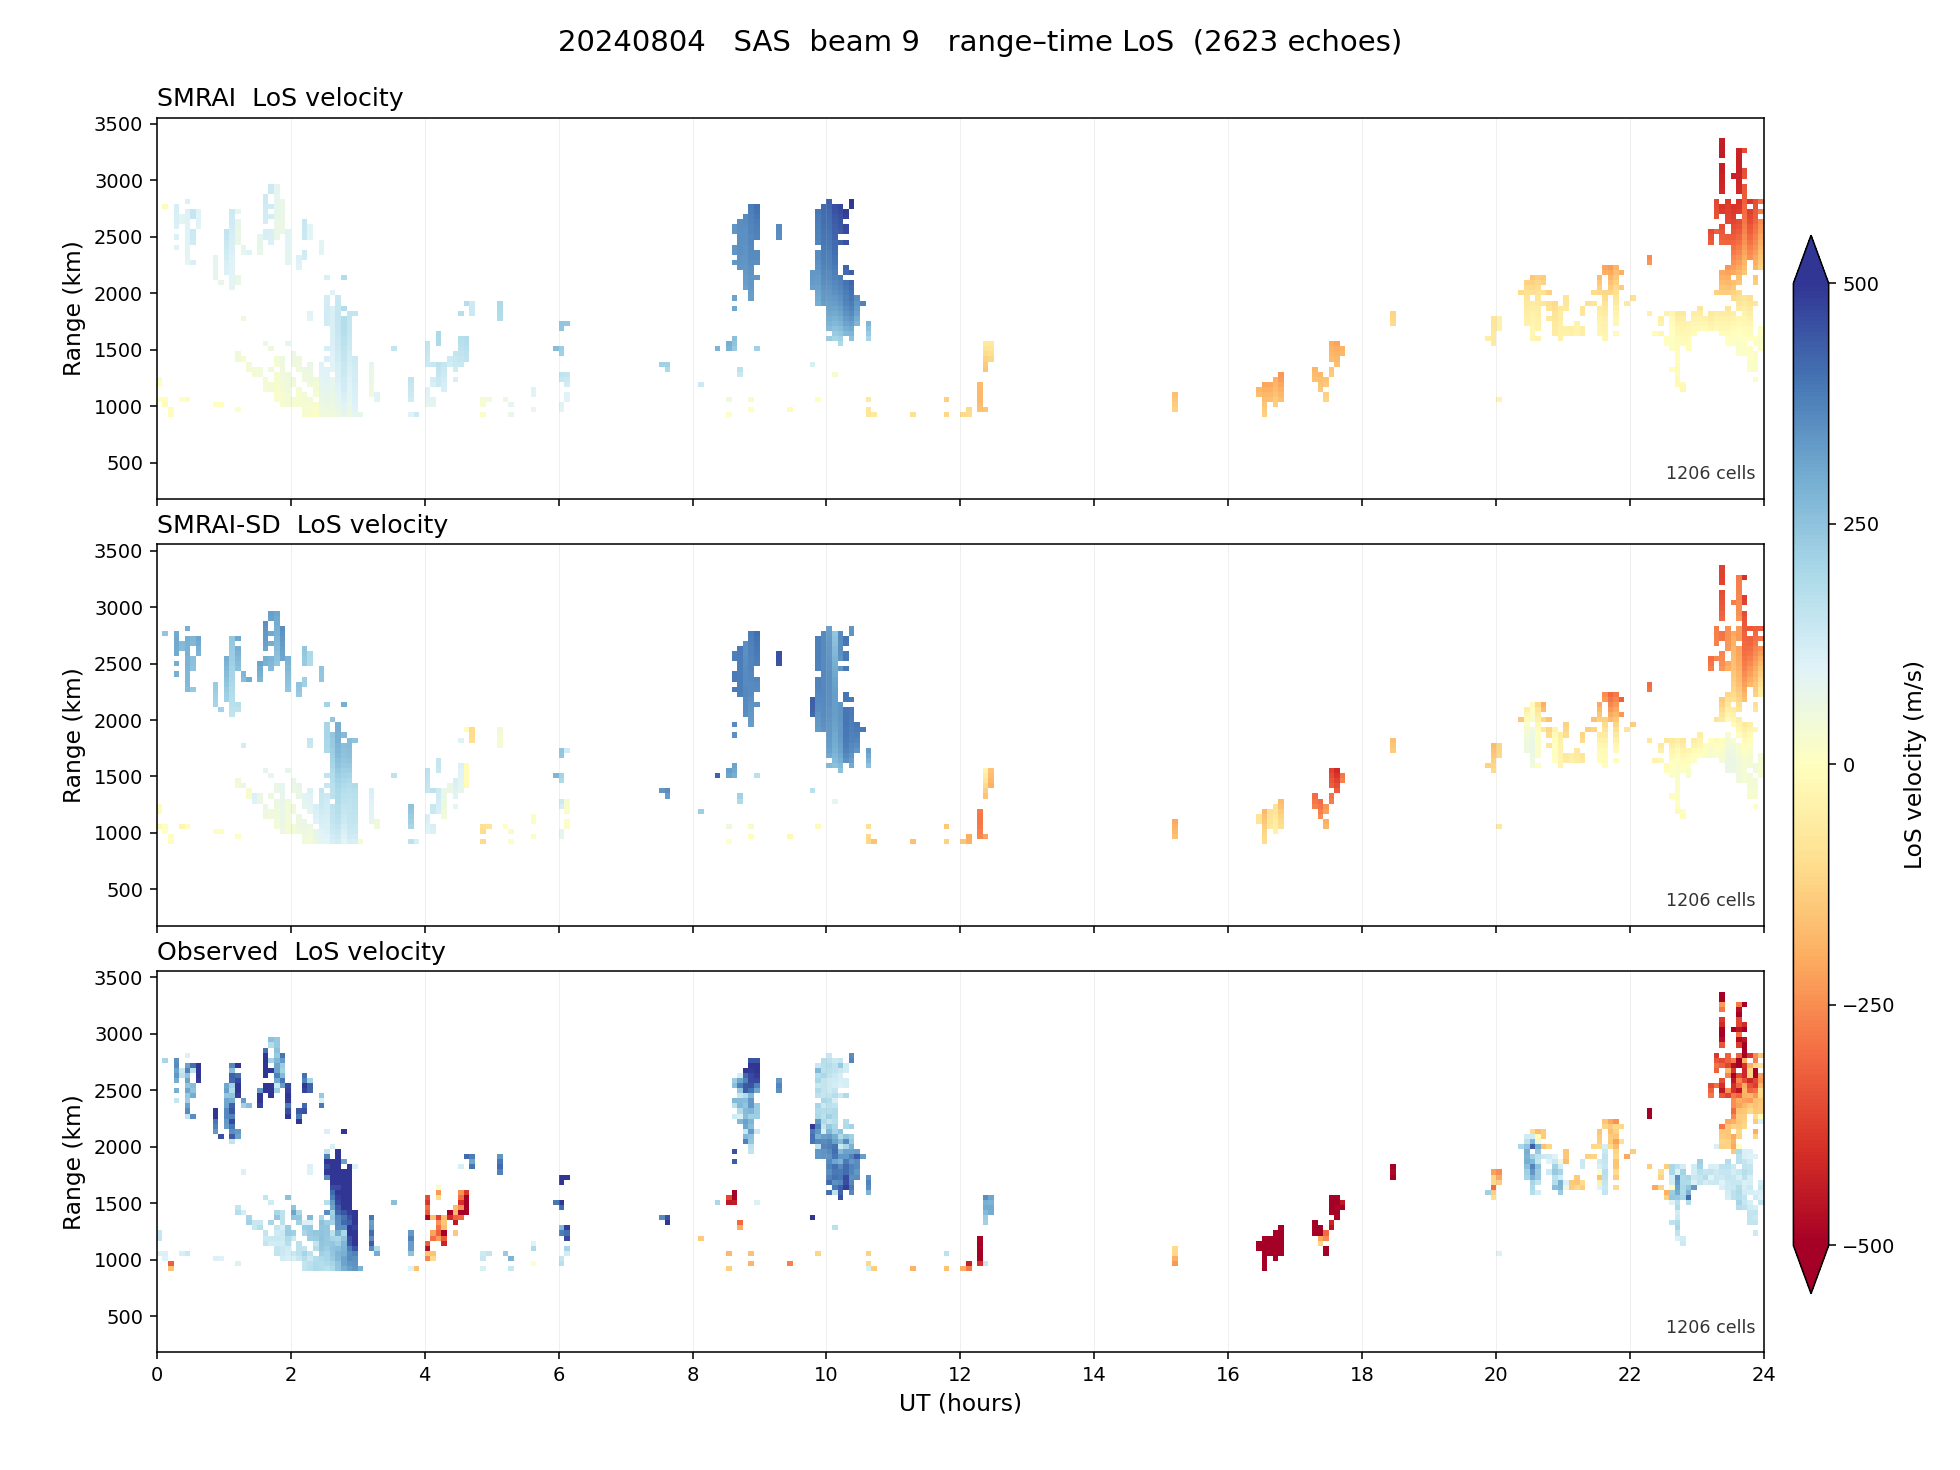 20240804   SAS  beam 9   range–time LoS  (2623 echoes)
SMRAI  LoS velocity
3500
3000
2500
2000
1500
1000
500
Range (km)
1206 cells
SMRAI-SD  LoS velocity
3500
3000
2500
2000
1500
1000
500
Range (km)
1206 cells
Observed  LoS velocity
3500
3000
2500
2000
1500
1000
500
Range (km)
1206 cells
0 2 4 6 8 10 12 14 16 18 20 22 24
UT (hours)
500
250
0
−250
−500
LoS velocity (m/s)